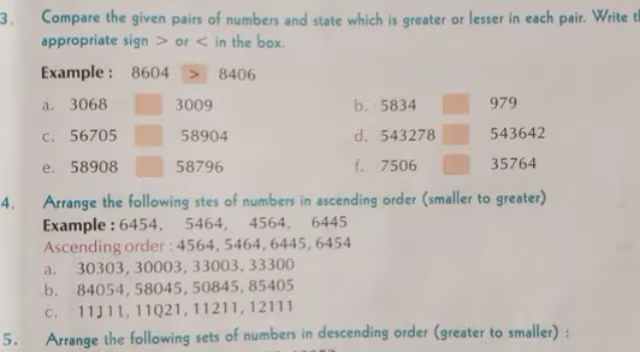 3. Compare the given pairs of numbers and state which is greater or lesser in each pair. Write
appropriate sign > or < in the box.
Example : 8604 > 8406
a. 3068 3009 b. 5834 979
c. 56705 58904 d. 543278 543642
e. 58908 58796 f. 7506 35764
4. Arrange the following stes of numbers in ascending order (smaller to greater)
Example : 6454, 5464, 4564, 6445
Ascending order : 4564, 5464, 6445, 6454
a. 30303, 30003, 33003, 33300
b. 84054, 58045, 50845, 85405
c. 11111, 11021, 11211, 12111
5. Arrange the following sets of numbers in descending order (greater to smaller) :